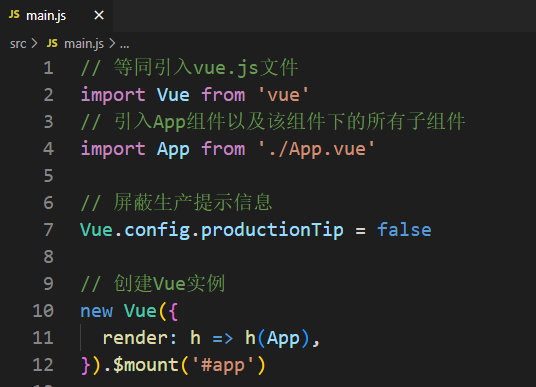 JS main.js ×
src > JS main.js > ...
1 // 等同引入vue.js文件
2 import Vue from 'vue'
3 // 引入App组件以及该组件下的所有子组件
4 import App from './App.vue'
5
6 // 屏蔽生产提示信息
7 Vue.config.productionTip = false
8
9 // 创建Vue实例
10 new Vue({
11   render: h => h(App),
12 }).$mount('#app')